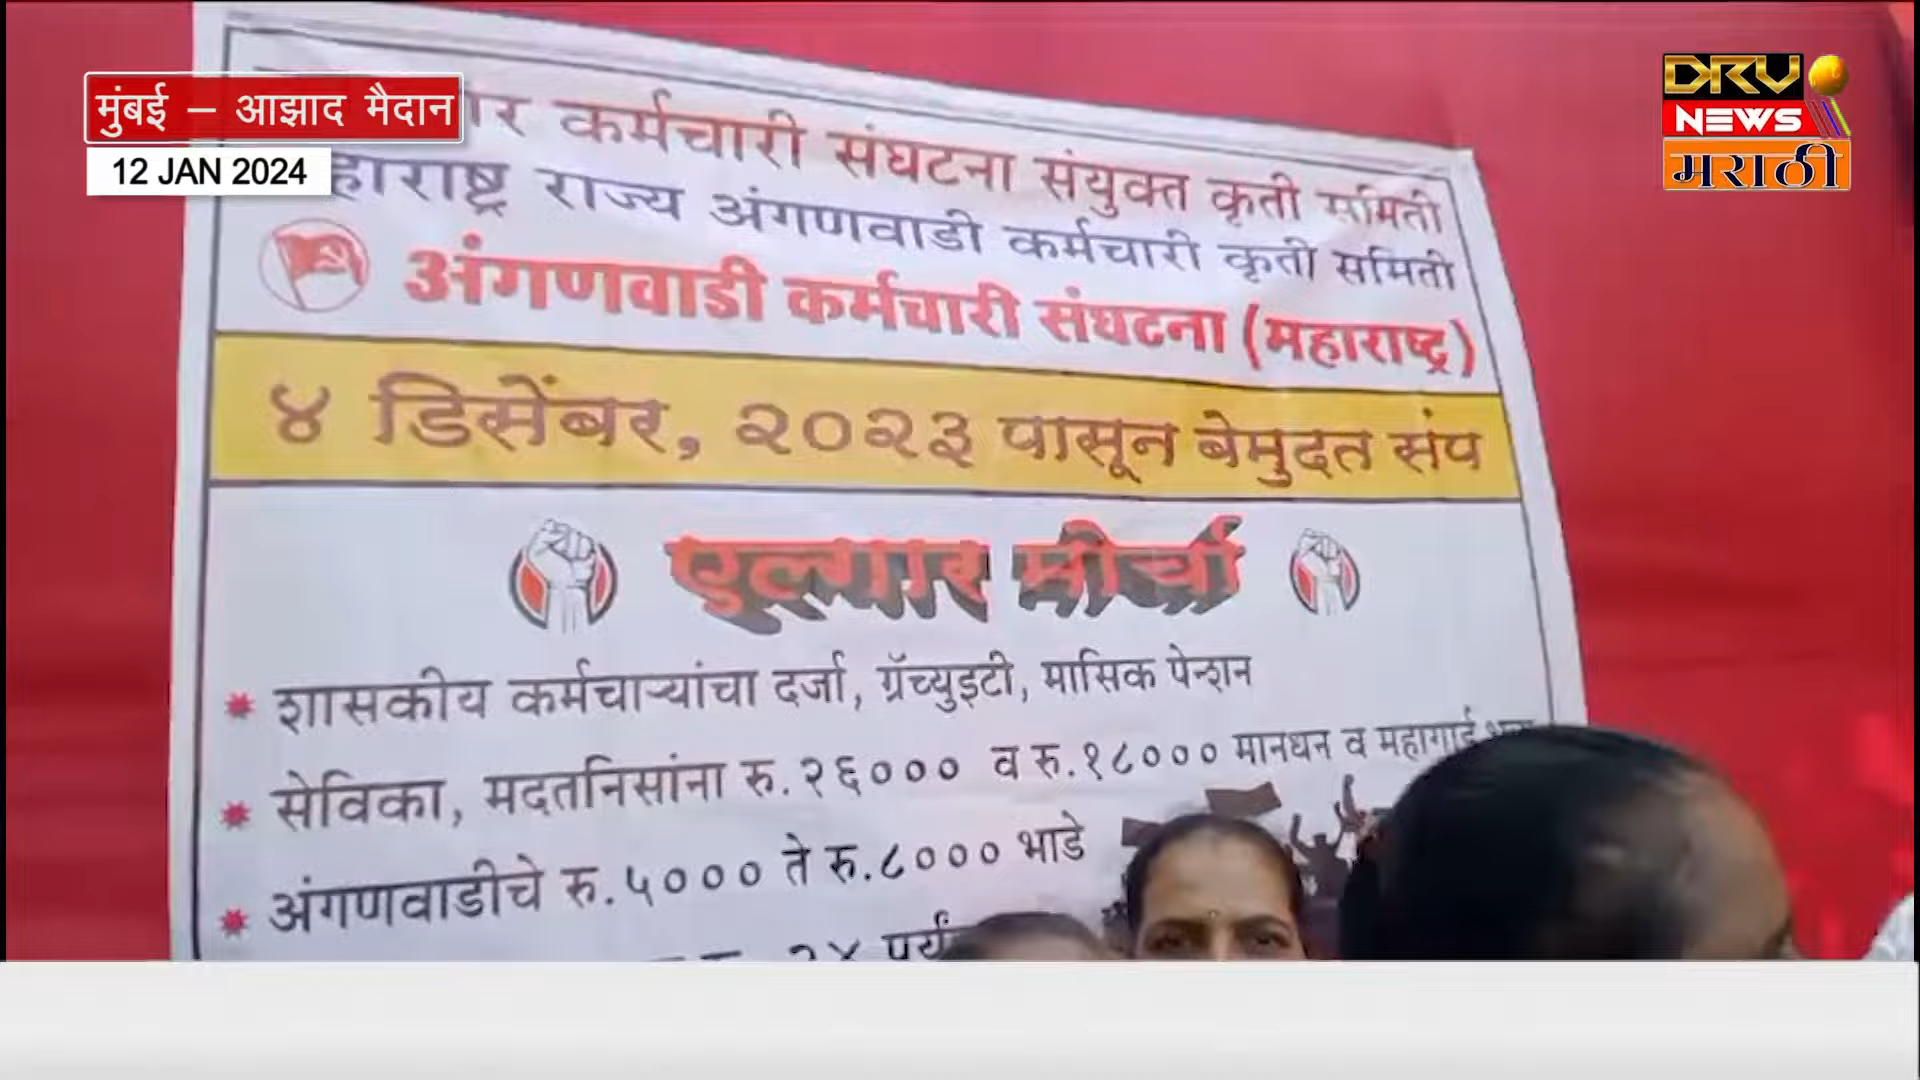 मुंबई – आझाद मैदान
12 JAN 2024
DRV
NEWS
मराठी
कर्मचारी संघटना संयुक्त कृती समिती
राज्य अंगणवाडी कर्मचारी कृती समिती
अंगणवाडी कर्मचारी संघटना (महाराष्ट्र)
४ डिसेंबर, २०२३ पासून बेमुदत संप
एल्गार मोर्चा
* शासकीय कर्मचाऱ्यांचा दर्जा, ग्रॅच्युइटी, मासिक पेन्शन
* सेविका, मदतनिसांना रु.२६००० व रु.१८००० मानधन व महागाई
* अंगणवाडीचे रु.५००० ते रु.८००० भाडे